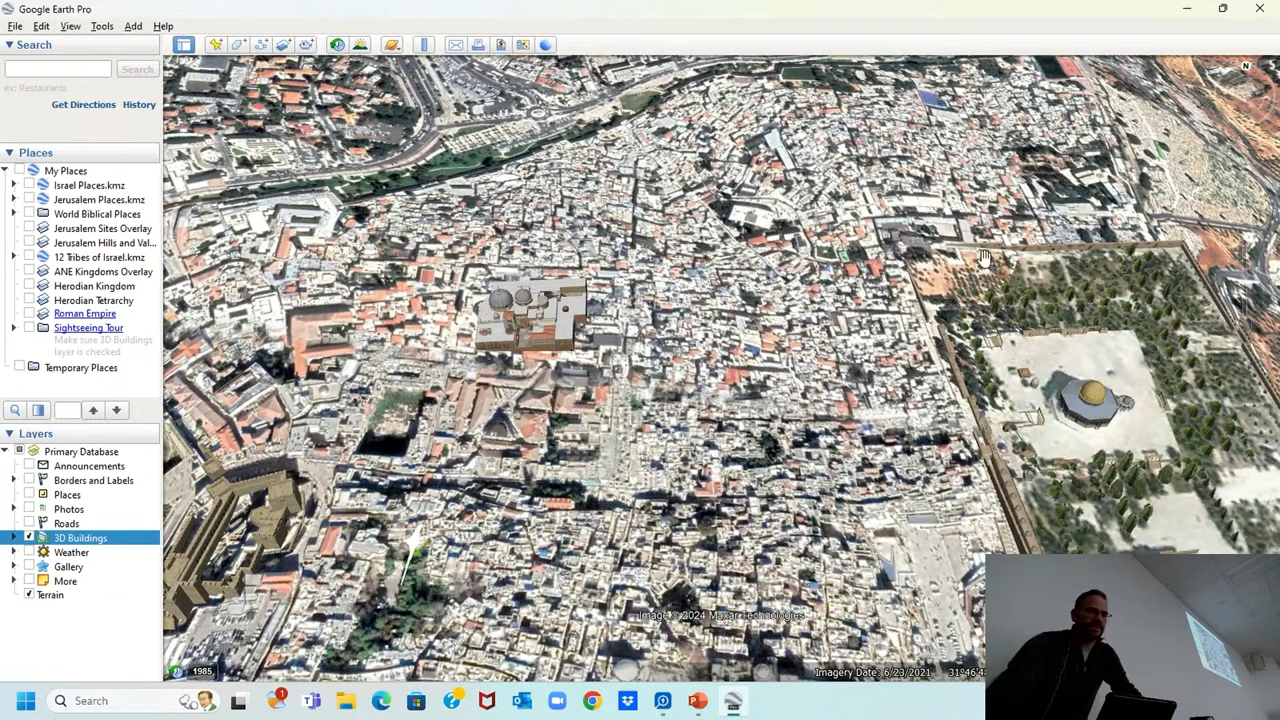 Google Earth Pro
File Edit View Tools Add Help
Search
Search
ex: Restaurants
Get Directions History
Places
My Places
Israel Places.kmz
Jerusalem Places.kmz
World Biblical Places
Jerusalem Sites Overlay
Jerusalem Hills and Val...
12 Tribes of Israel.kmz
ANE Kingdoms Overlay
Herodian Kingdom
Herodian Tetrarchy
Roman Empire
Sightseeing Tour
Make sure 3D Buildings
layer is checked
Temporary Places
Layers
Primary Database
Announcements
Borders and Labels
Places
Photos
Roads
3D Buildings
Weather
Gallery
More
Terrain
N
Image © 2024 Maxar Technologies
1985
Imagery Date: 6/23/2021 31°46'4
Search
1